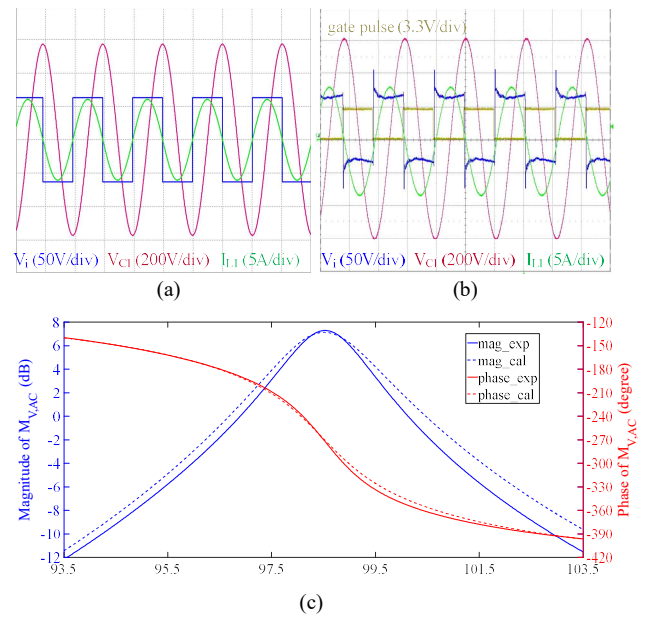 gate pulse (3.3V/div)
Vi (50V/div) VC1 (200V/div) IL1 (5A/div)
Vi (50V/div) VC1 (200V/div) IL1 (5A/div)
(a) (b)
8 -120
6 -150
4 -180
2 -210
0 -240
-2 -270
-4 -300
-6 -330
-8 -360
-10 -390
-12 -420
Magnitude of MV,AC (dB)
Phase of MV,AC (degree)
mag_exp
mag_cal
phase_exp
phase_cal
93.5 95.5 97.5 99.5 101.5 103.5
(c)